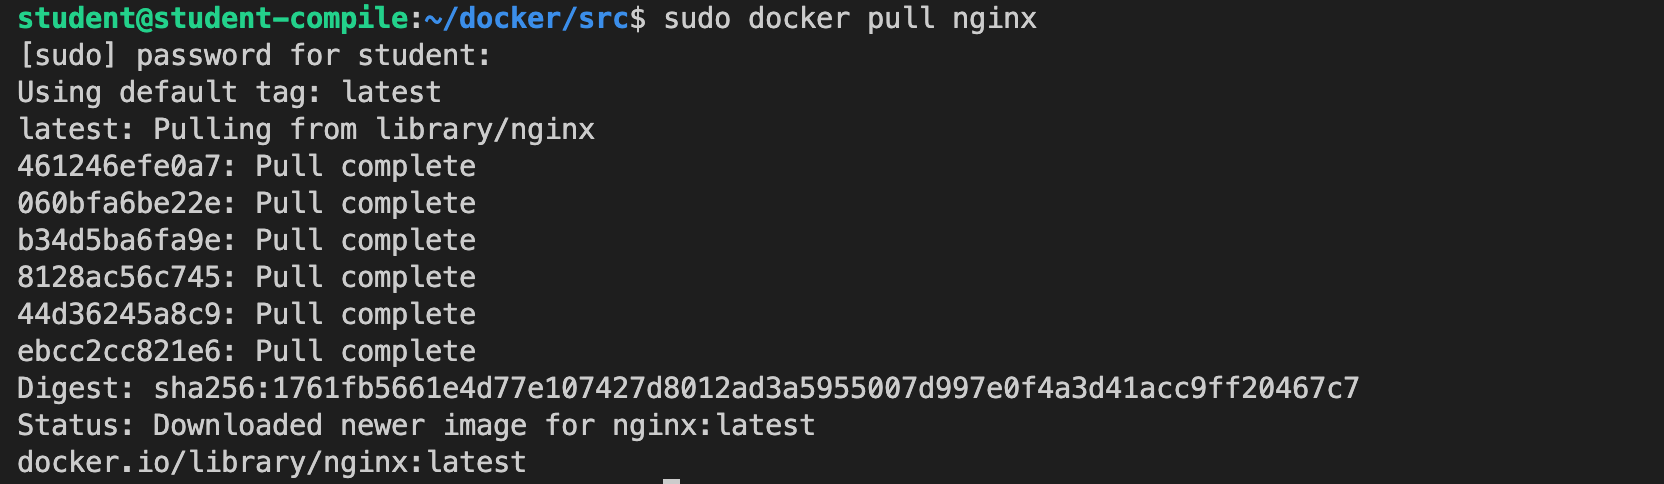 student@student-compile:~/docker/src$ sudo docker pull nginx
[sudo] password for student:
Using default tag: latest
latest: Pulling from library/nginx
461246efe0a7: Pull complete
060bfa6be22e: Pull complete
b34d5ba6fa9e: Pull complete
8128ac56c745: Pull complete
44d36245a8c9: Pull complete
ebcc2cc821e6: Pull complete
Digest: sha256:1761fb5661e4d77e107427d8012ad3a5955007d997e0f4a3d41acc9ff20467c7
Status: Downloaded newer image for nginx:latest
docker.io/library/nginx:latest